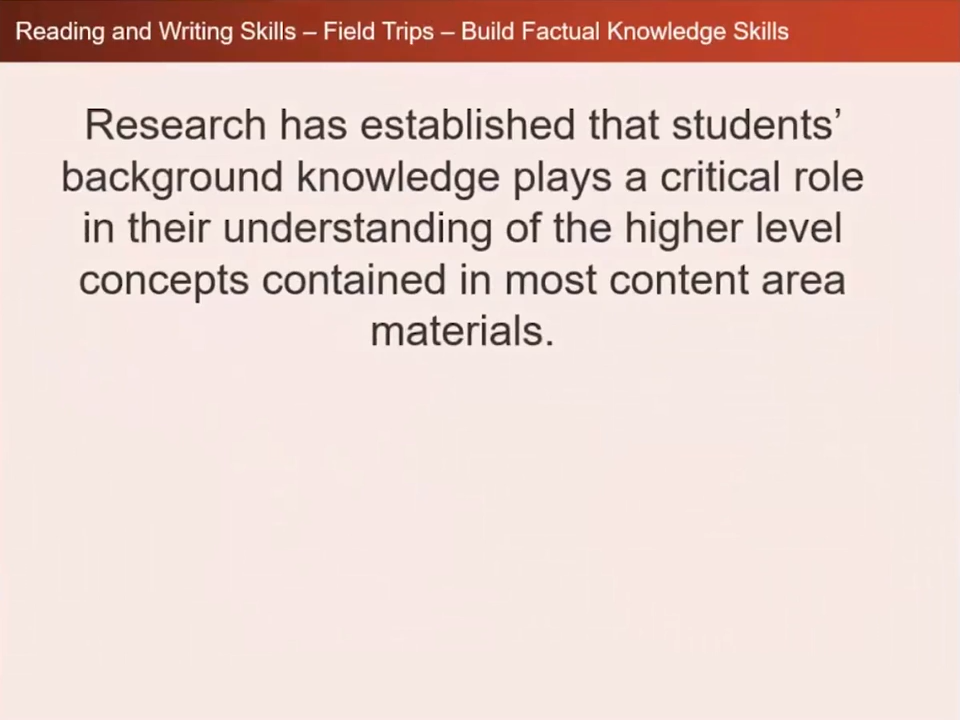 Reading and Writing Skills – Field Trips – Build Factual Knowledge Skills
Research has established that students’
background knowledge plays a critical role
in their understanding of the higher level
concepts contained in most content area
materials.